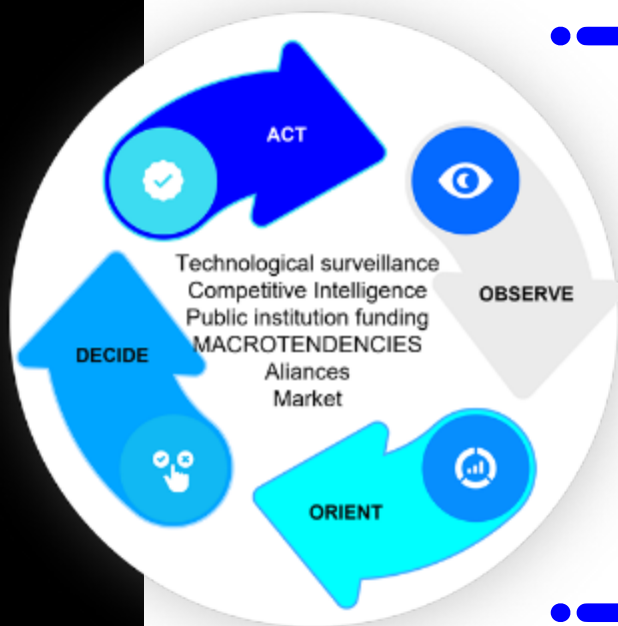 ACT
OBSERVE
Technological surveillance
Competitive Intelligence
Public institution funding
MACROTENDENCIES
Aliances
Market
DECIDE
ORIENT